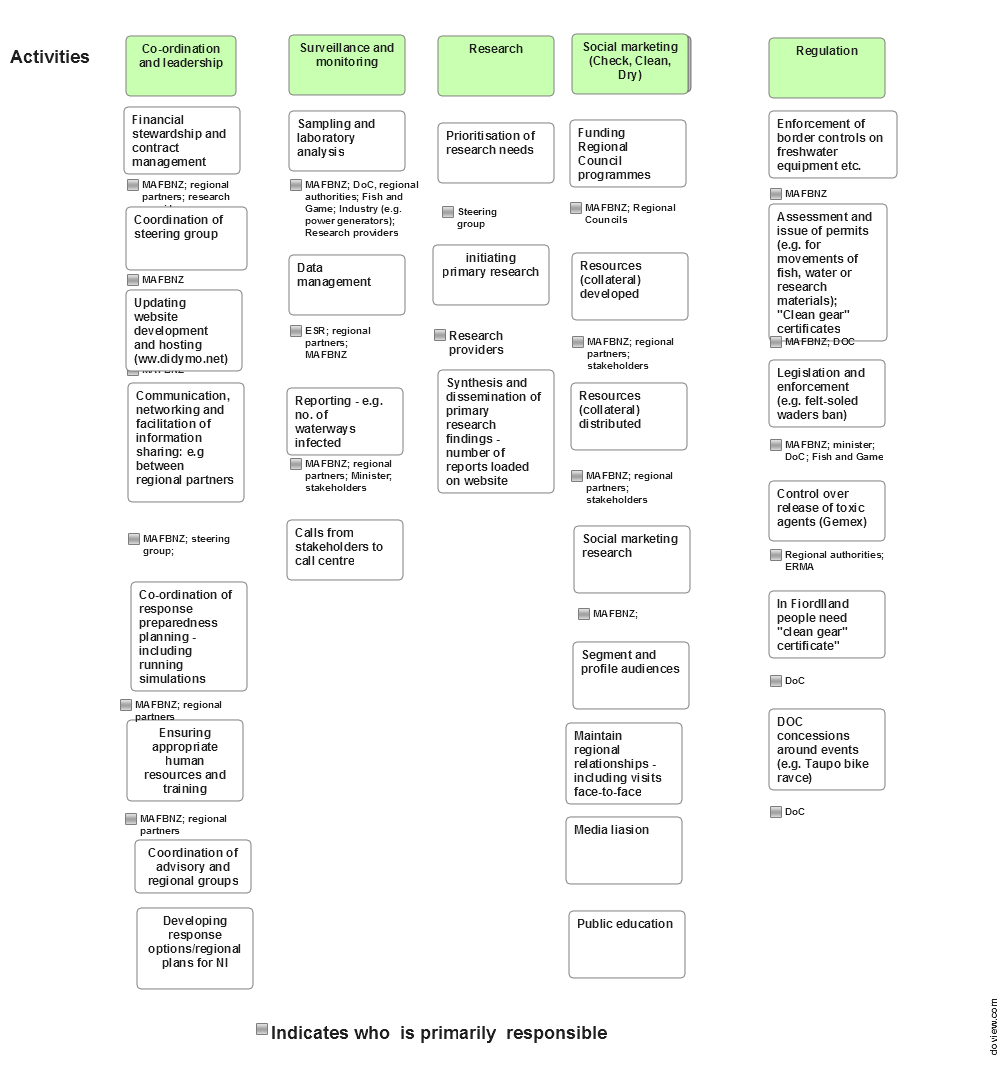 Activities
Co-ordination
and leadership
Financial
stewardship and
contract
management
MAFBNZ; regional
partners; research
Coordination of
steering group
MAFBNZ
Updating
website
development
and hosting
(ww.didymo.net)
MAFBNZ
Communication,
networking and
facilitation of
information
sharing: e.g
between
regional partners
MAFBNZ; steering
group;
Co-ordination of
response
preparedness
planning -
including
running
simulations
MAFBNZ; regional
partners
Ensuring
appropriate
human
resources and
training
MAFBNZ; regional
partners
Coordination of
advisory and
regional groups
Developing
response
options/regional
plans for NI
Surveillance and
monitoring
Sampling and
laboratory
analysis
MAFBNZ; DoC, regional
authorities; Fish and
Game; Industry (e.g.
power generators);
Research providers
Data
management
ESR; regional
partners;
MAFBNZ
Reporting - e.g.
no. of
waterways
infected
MAFBNZ; regional
partners; Minister;
stakeholders
Calls from
stakeholders to
call centre
Research
Prioritisation of
research needs
Steering
group
initiating
primary research
Research
providers
Synthesis and
dissemination of
primary
research
findings -
number of
reports loaded
on website
Social marketing
(Check, Clean,
Dry)
Funding
Regional
Council
programmes
MAFBNZ; Regional
Councils
Resources
(collateral)
developed
MAFBNZ; regional
partners;
stakeholders
Resources
(collateral)
distributed
MAFBNZ; regional
partners;
stakeholders
Social marketing
research
MAFBNZ;
Segment and
profile audiences
Maintain
regional
relationships -
including visits
face-to-face
Media liasion
Public education
Regulation
Enforcement of
border controls on
freshwater
equipment etc.
MAFBNZ
Assessment and
issue of permits
(e.g. for
movements of
fish, water or
research
materials);
"Clean gear"
certificates
MAFBNZ; DOC
Legislation and
enforcement
(e.g. felt-soled
waders ban)
MAFBNZ; minister;
DoC; Fish and Game
Control over
release of toxic
agents (Gemex)
Regional authorities;
ERMA
In Fiordlland
people need
"clean gear"
certificate"
DoC
DOC
concessions
around events
(e.g. Taupo bike
ravce)
DoC
Indicates who is primarily responsible
doview.com